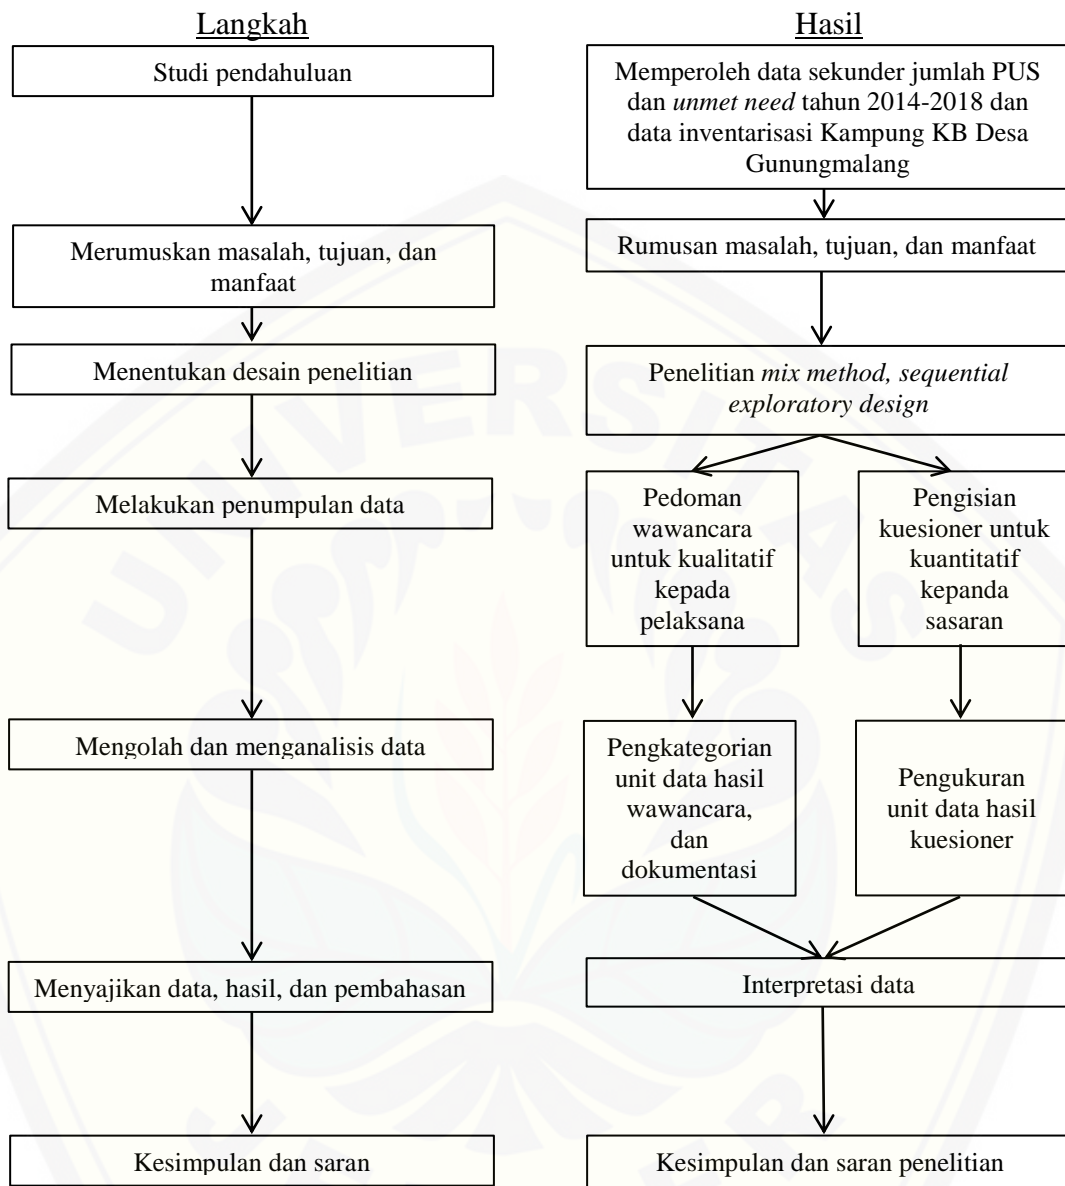 Langkah
Studi pendahuluan
Merumuskan masalah, tujuan, dan
manfaat
Menentukan desain penelitian
Melakukan penumpulan data
Mengolah dan menganalisis data
Menyajikan data, hasil, dan pembahasan
Kesimpulan dan saran
Hasil
Memperoleh data sekunder jumlah PUS
dan unmet need tahun 2014-2018 dan
data inventarisasi Kampung KB Desa
Gunungmalang
Rumusan masalah, tujuan, dan manfaat
Penelitian mix method, sequential
exploratory design
Pedoman
wawancara
untuk kualitatif
kepada
pelaksana
Pengisian
kuesioner untuk
kuantitatif
kepanda
sasaran
Pengkategorian
unit data hasil
wawancara,
dan
dokumentasi
Pengukuran
unit data hasil
kuesioner
Interpretasi data
Kesimpulan dan saran penelitian
UNIVERSITAS